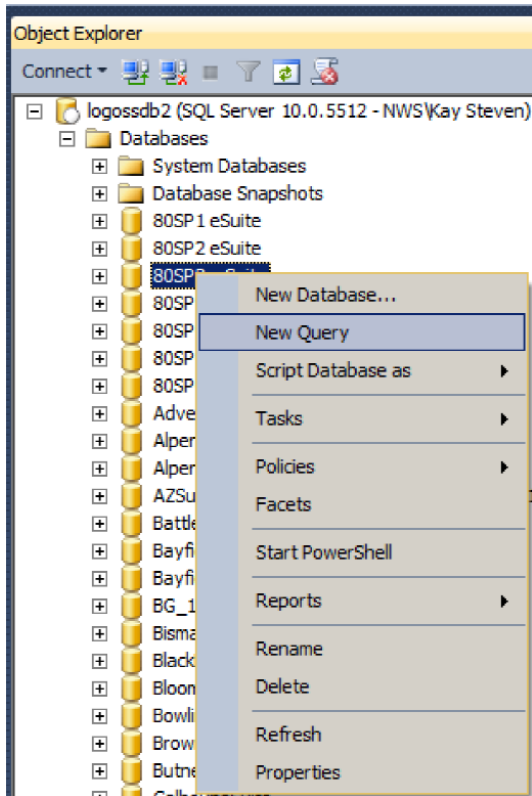 Object Explorer
Connect
logossdb2 (SQL Server 10.0.5512 - NWS\Kay Steven)
Databases
System Databases
Database Snapshots
80SP1 eSuite
80SP2 eSuite
80SP
80SP
80SP
80SP
80SP
Adve
Alper
Alper
AZSu
Battle
Bayfi
Bayfi
BG_1
Bisma
Black
Bloom
Bowli
Brow
Butne
New Database...
New Query
Script Database as
Tasks
Policies
Facets
Start PowerShell
Reports
Rename
Delete
Refresh
Properties